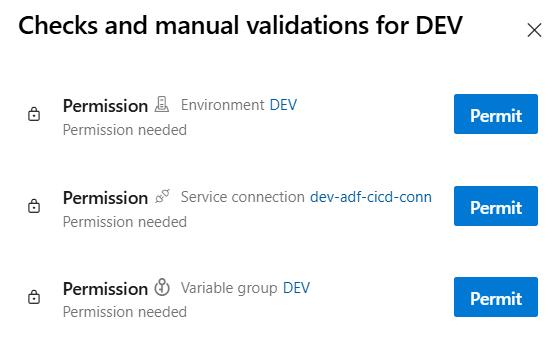 Checks and manual validations for DEV
Permission Environment DEV
Permission needed
Permit
Permission Service connection dev-adf-cicd-conn
Permission needed
Permit
Permission Variable group DEV
Permission needed
Permit